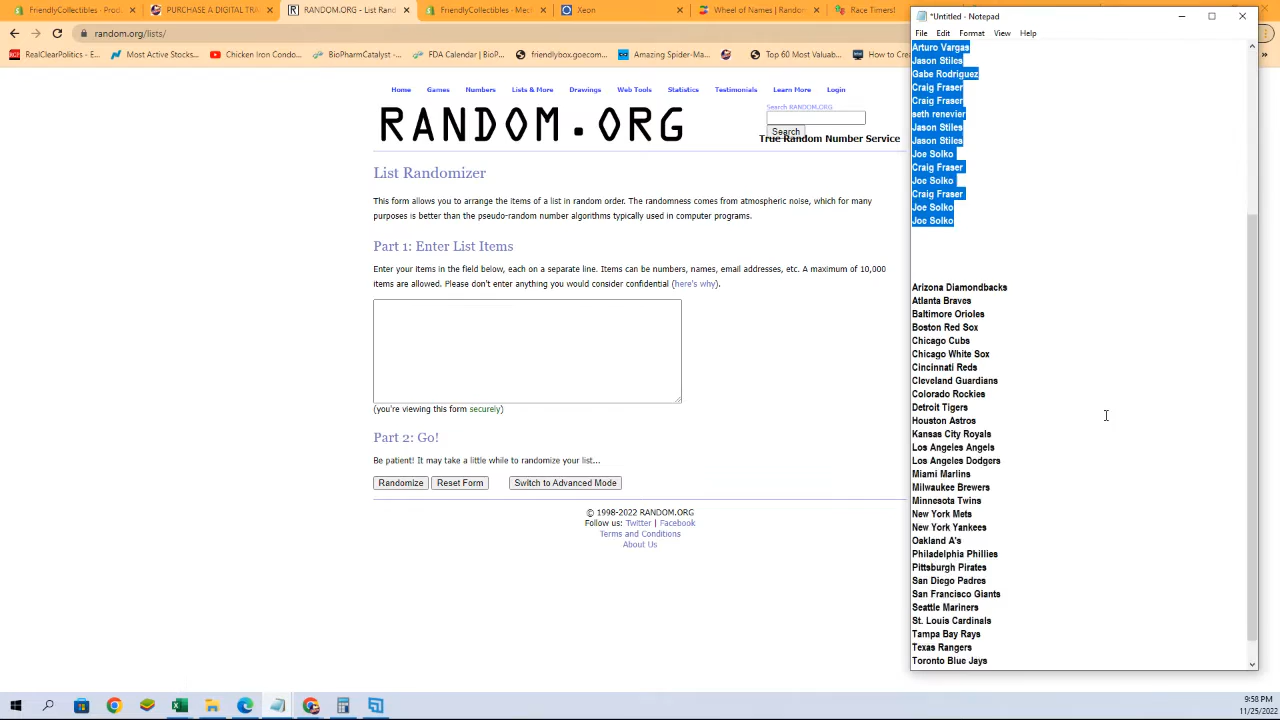 FriendlyCollectibles · Produ
PURCHASE A DIGITAL TRA
RANDOM.ORG - List Rand
FriendlyCollectibles · Mech
Xeon
Wheel of Names | Random
Race Timers!
*Untitled - Notepad
random.org/lists/
File Edit Format View Help
RealClearPolitics -...
Most Active Stocks...
Chicken Iron Condo...
BioPharmCatalyst -...
FDA Calendar | BioP...
friendlybox.goecom...
Amazing Spider-Ma...
Top 60 Most Valuab...
Home Games Numbers Lists & More Drawings Web Tools Statistics Testimonials Learn More Login
RANDOM.ORG
Search RANDOM.ORG
Search
True Random Number Service
List Randomizer
This form allows you to arrange the items of a list in random order. The randomness comes from atmospheric noise, which for many
purposes is better than the pseudo-random number algorithms typically used in computer programs.
Part 1: Enter List Items
Enter your items in the field below, each on a separate line. Items can be numbers, names, email addresses, etc. A maximum of 10,000
items are allowed. Please don't enter anything you would consider confidential (here's why).
(you're viewing this form securely)
Part 2: Go!
Be patient! It may take a little while to randomize your list...
Randomize Reset Form Switch to Advanced Mode
© 1998-2022 RANDOM.ORG
Follow us: Twitter | Facebook
Terms and Conditions
About Us
Arturo Vargas
Jason Stiles
Gabe Rodriguez
Craig Fraser
Craig Fraser
seth renevier
Jason Stiles
Jason Stiles
Joe Solko
Craig Fraser
Joe Solko
Craig Fraser
Joe Solko
Joe Solko
Arizona Diamondbacks
Atlanta Braves
Baltimore Orioles
Boston Red Sox
Chicago Cubs
Chicago White Sox
Cincinnati Reds
Cleveland Guardians
Colorado Rockies
Detroit Tigers
Houston Astros
Kansas City Royals
Los Angeles Angels
Los Angeles Dodgers
Miami Marlins
Milwaukee Brewers
Minnesota Twins
New York Mets
New York Yankees
Oakland A's
Philadelphia Phillies
Pittsburgh Pirates
San Diego Padres
San Francisco Giants
Seattle Mariners
St. Louis Cardinals
Tampa Bay Rays
Texas Rangers
Toronto Blue Jays
9:58 PM
11/25/2022